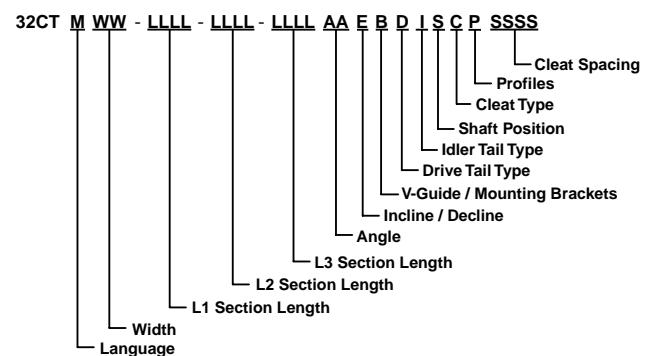 32CT M WW - LLLL - LLLL - LLLL AA E B D I S C P SSSS
Cleat Spacing
Profiles
Cleat Type
Shaft Position
Idler Tail Type
Drive Tail Type
V-Guide / Mounting Brackets
Incline / Decline
Angle
L3 Section Length
L2 Section Length
L1 Section Length
Width
Language